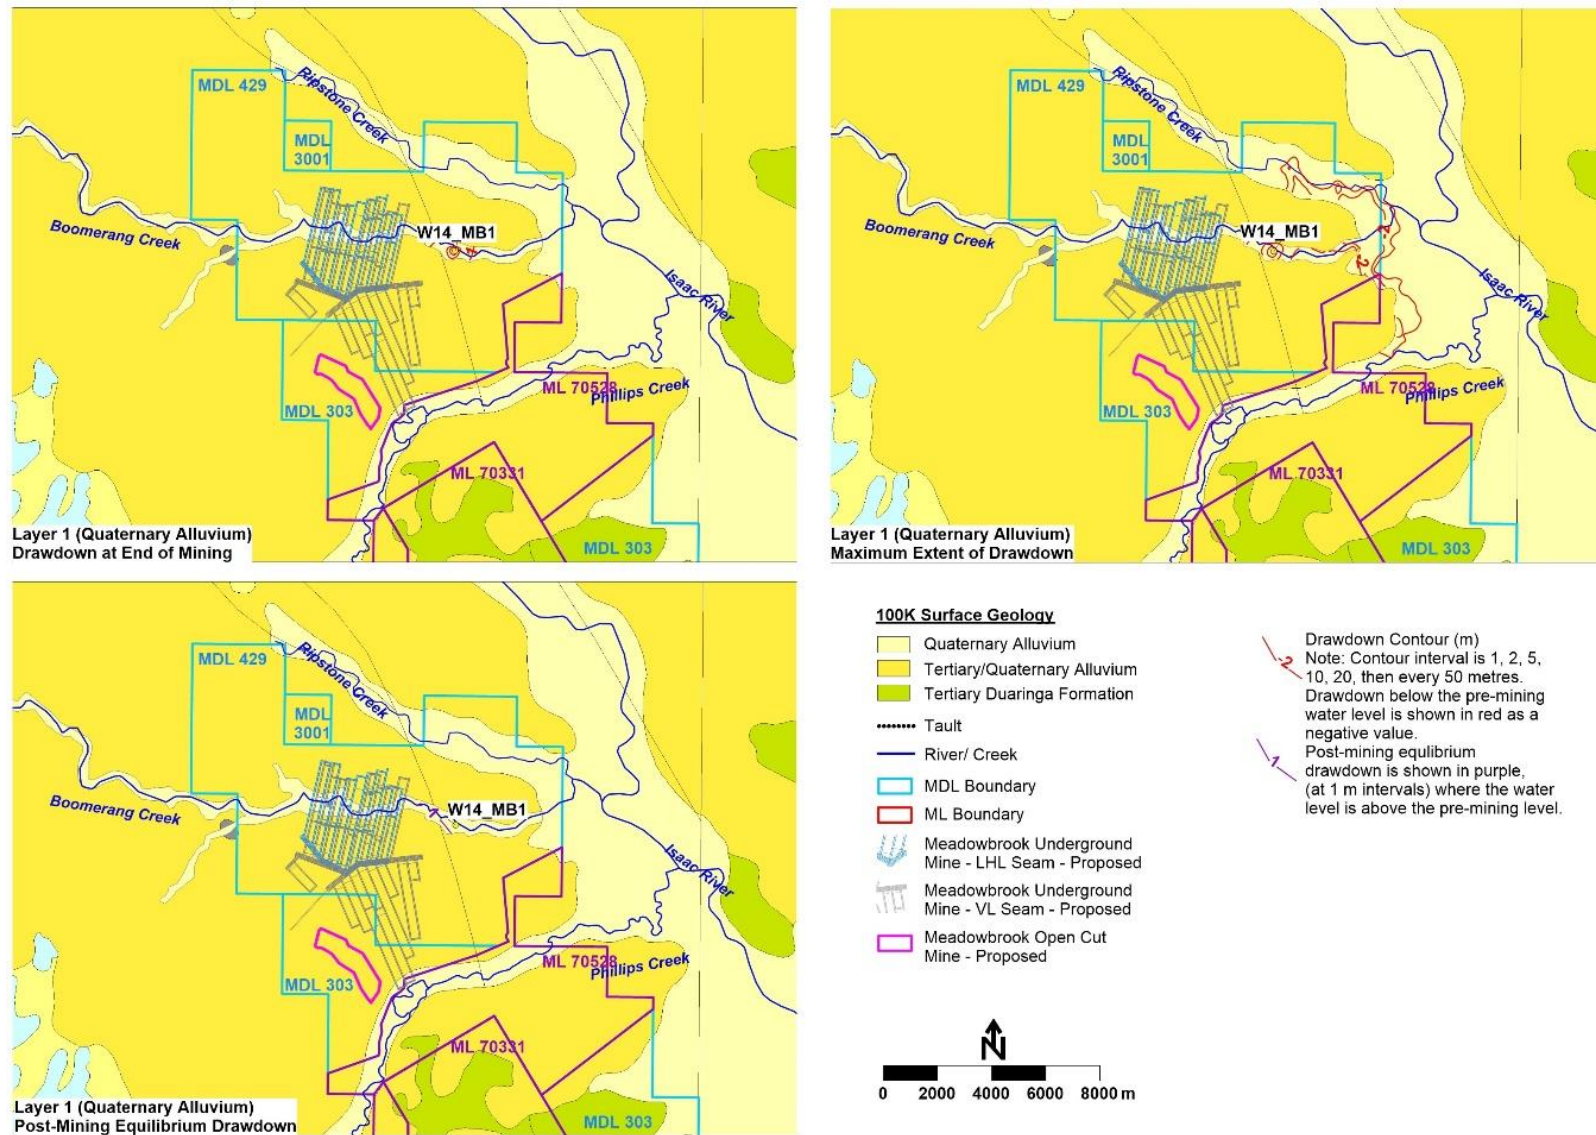 MDL 429
Ripstone Creek
MDL
3001
Boomerang Creek
W14_MB1
Isaac River
ML 70528
Phillips Creek
MDL 303
ML 70331
MDL 303
Layer 1 (Quaternary Alluvium)
Drawdown at End of Mining
MDL 429
Ripstone Creek
MDL
3001
Boomerang Creek
W14_MB1
-2
-2
Isaac River
ML 70528
Phillips Creek
MDL 303
ML 70331
MDL 303
Layer 1 (Quaternary Alluvium)
Maximum Extent of Drawdown
MDL 429
Ripstone Creek
MDL
3001
Boomerang Creek
1
W14_MB1
Isaac River
ML 70528
Phillips Creek
MDL 303
ML 70331
MDL 303
Layer 1 (Quaternary Alluvium)
Post-Mining Equilibrium Drawdown
100K Surface Geology
Quaternary Alluvium
Tertiary/Quaternary Alluvium
Tertiary Duaringa Formation
Tault
River/ Creek
MDL Boundary
ML Boundary
Meadowbrook Underground
Mine - LHL Seam - Proposed
Meadowbrook Underground
Mine - VL Seam - Proposed
Meadowbrook Open Cut
Mine - Proposed
-2
Drawdown Contour (m)
Note: Contour interval is 1, 2, 5,
10, 20, then every 50 metres.
Drawdown below the pre-mining
water level is shown in red as a
negative value.
1
Post-mining equlibrium
drawdown is shown in purple,
(at 1 m intervals) where the water
level is above the pre-mining level.
N
0 2000 4000 6000 8000 m